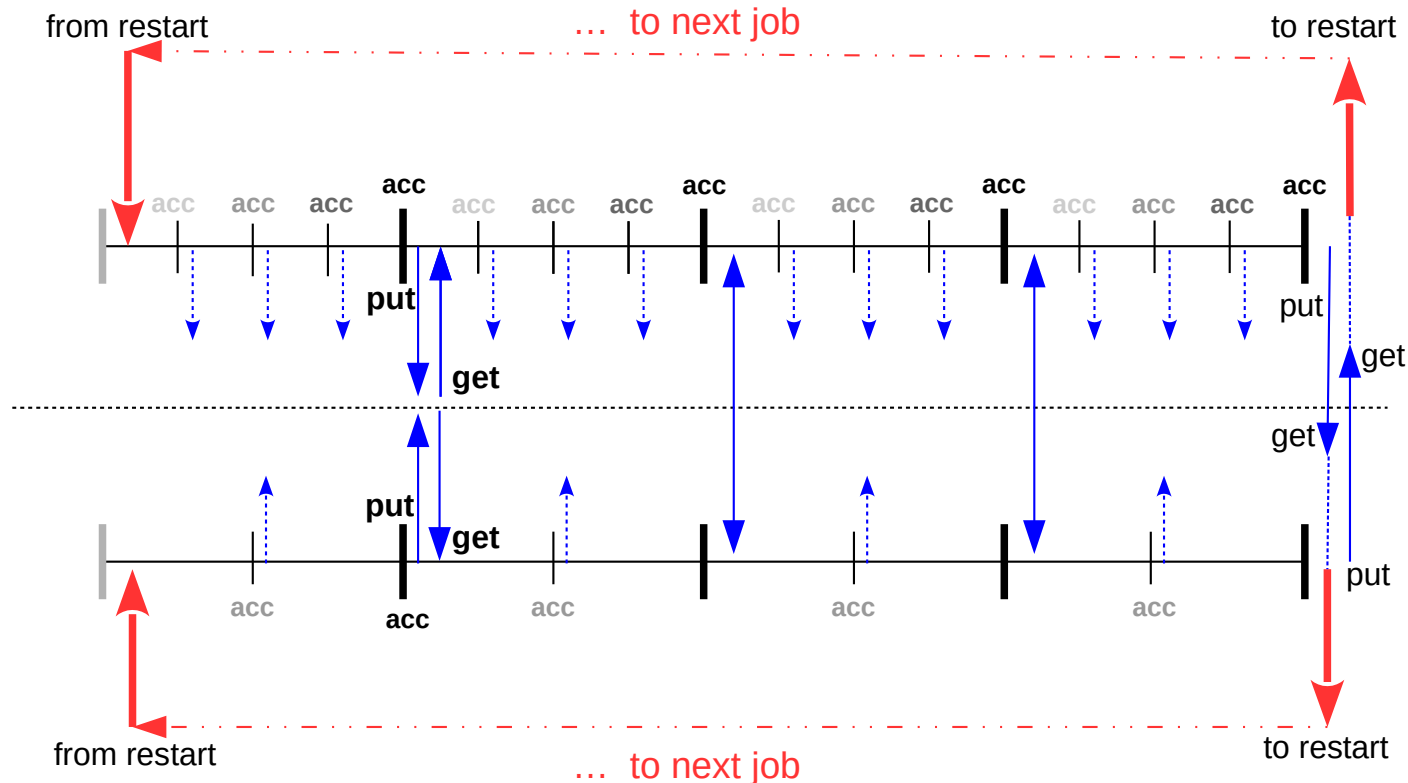 from restart
... to next job
to restart
acc acc acc acc acc acc acc acc acc acc acc acc acc acc acc acc
put
put
get
get
get
put
get
put
acc acc acc acc acc
from restart
to restart
... to next job